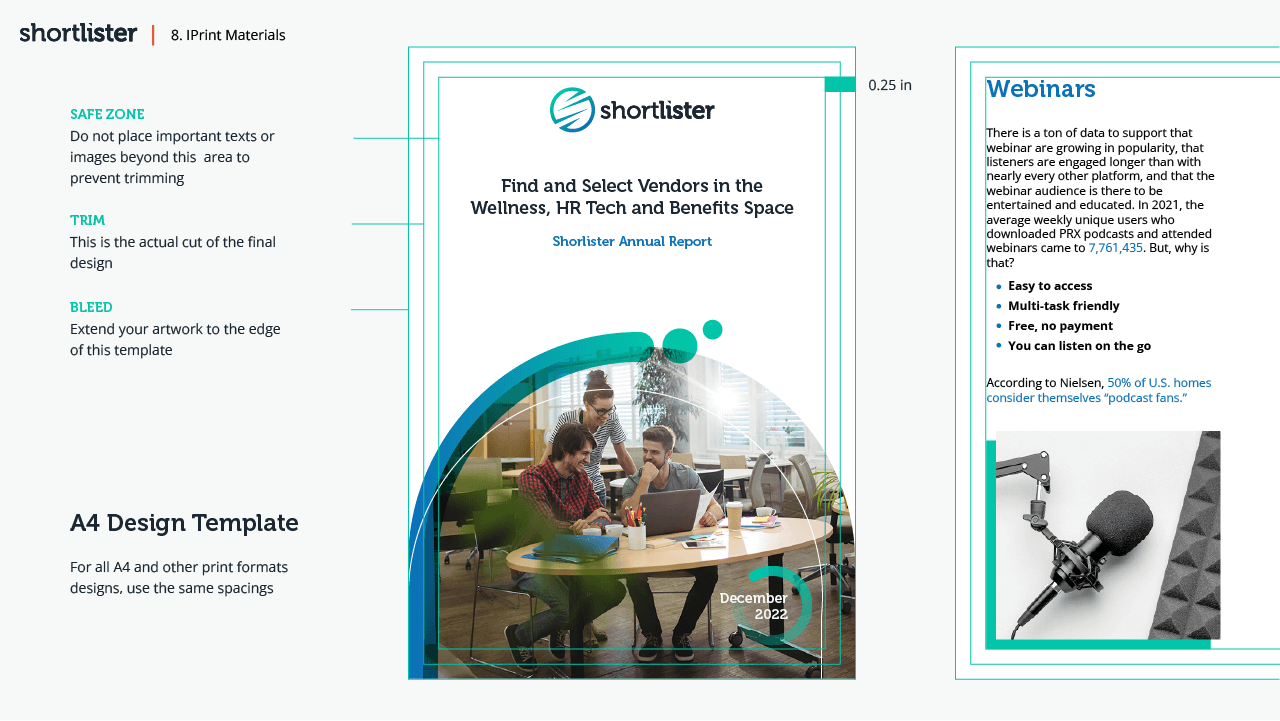 shortlister | 8. IPrint Materials
SAFE ZONE
Do not place important texts or
images beyond this area to
prevent trimming
TRIM
This is the actual cut of the final
design
BLEED
Extend your artwork to the edge
of this template
A4 Design Template
For all A4 and other print formats
designs, use the same spacings
0.25 in
shortlister
Find and Select Vendors in the
Wellness, HR Tech and Benefits Space
Shorlister Annual Report
December
2022
Webinars
There is a ton of data to support that
webinar are growing in popularity, that
listeners are engaged longer than with
nearly every other platform, and that the
webinar audience is there to be
entertained and educated. In 2021, the
average weekly unique users who
downloaded PRX podcasts and attended
webinars came to 7,761,435. But, why is
that?
• Easy to access
• Multi-task friendly
• Free, no payment
• You can listen on the go
According to Nielsen, 50% of U.S. homes
consider themselves “podcast fans.”